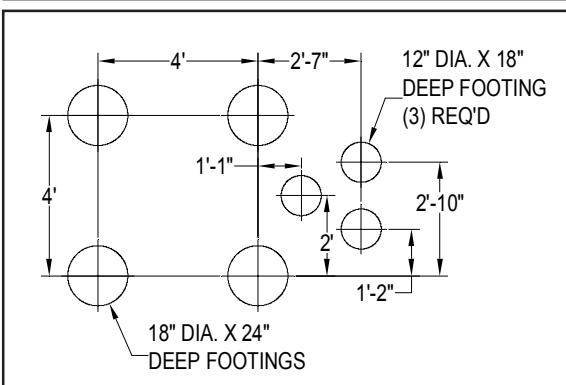 4'
2'-7"
12" DIA. X 18"
DEEP FOOTING
(3) REQ'D
1'-1"
4'
2'
2'-10"
1'-2"
18" DIA. X 24"
DEEP FOOTINGS